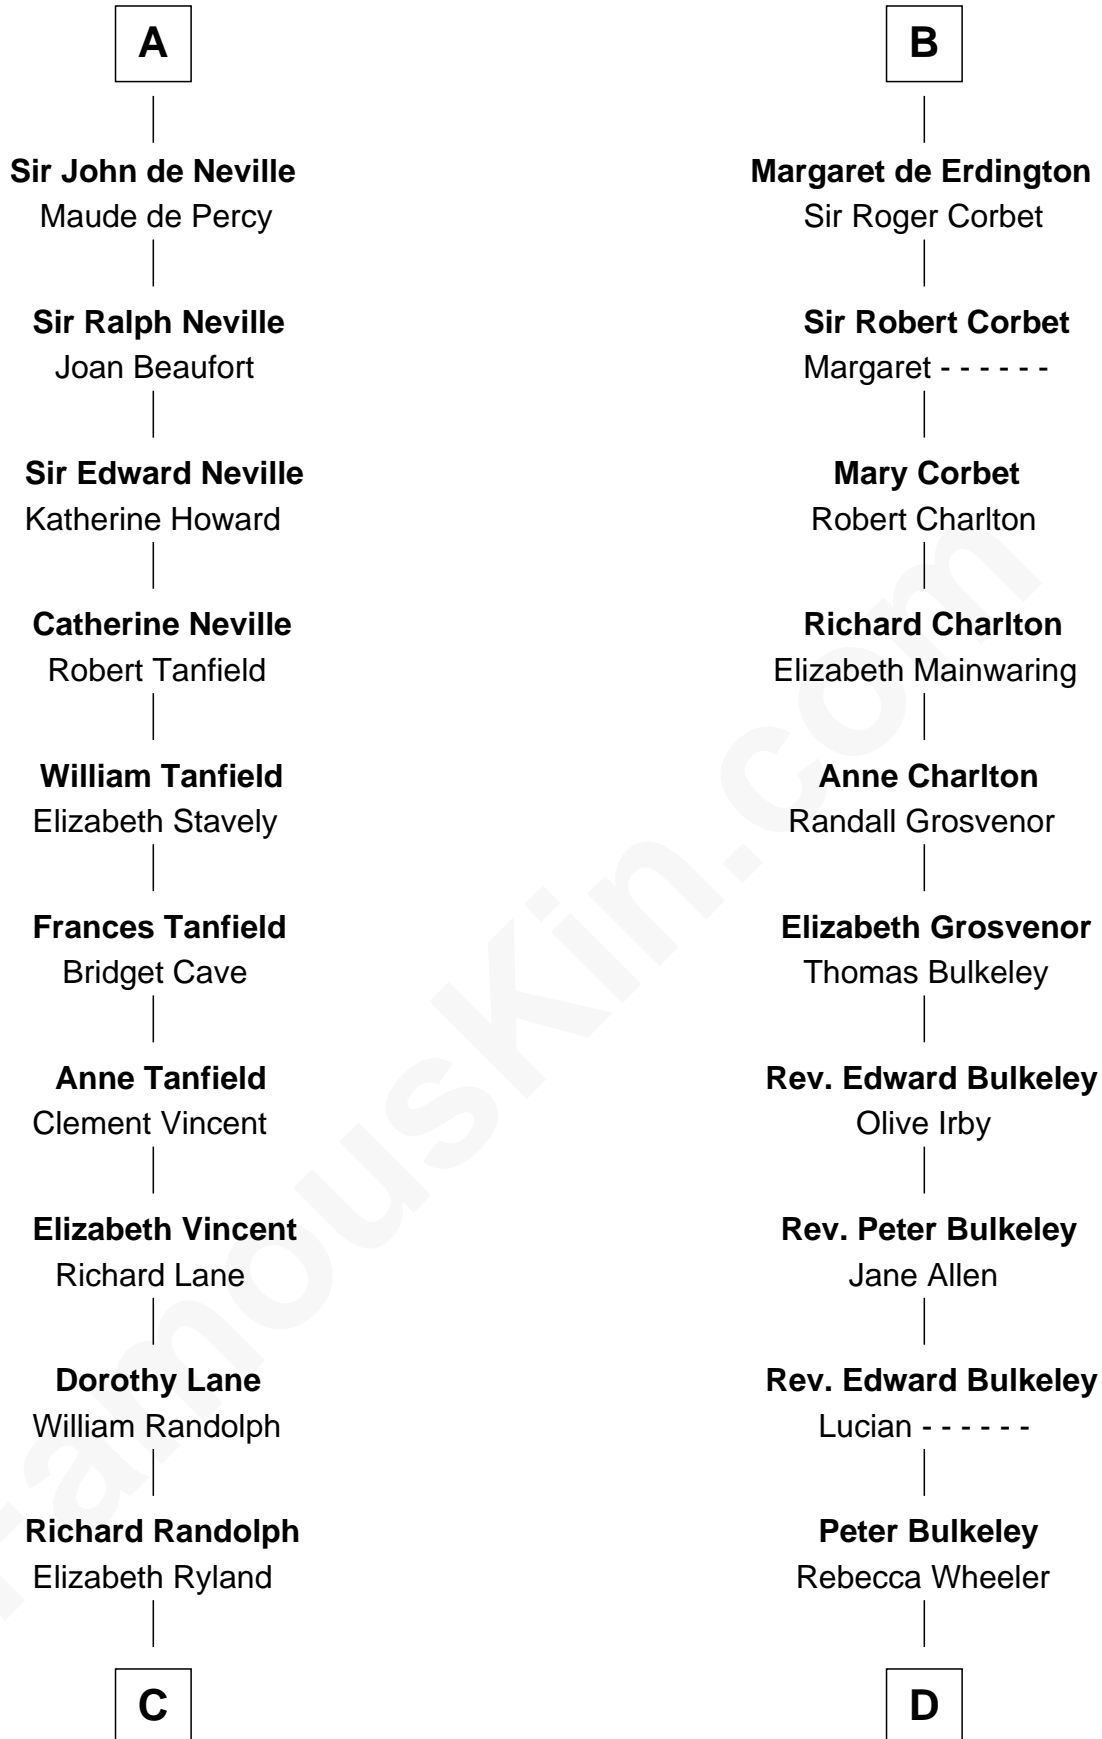 A
Sir John de Neville
Maude de Percy
Sir Ralph Neville
Joan Beaufort
Sir Edward Neville
Katherine Howard
Catherine Neville
Robert Tanfield
William Tanfield
Elizabeth Stavely
Frances Tanfield
Bridget Cave
Anne Tanfield
Clement Vincent
Elizabeth Vincent
Richard Lane
Dorothy Lane
William Randolph
Richard Randolph
Elizabeth Ryland
C
B
Margaret de Erdington
Sir Roger Corbet
Sir Robert Corbet
Margaret - - - - - -
Mary Corbet
Robert Charlton
Richard Charlton
Elizabeth Mainwaring
Anne Charlton
Randall Grosvenor
Elizabeth Grosvenor
Thomas Bulkeley
Rev. Edward Bulkeley
Olive Irby
Rev. Peter Bulkeley
Jane Allen
Rev. Edward Bulkeley
Lucian - - - - - -
Peter Bulkeley
Rebecca Wheeler
D
FamousKin.com